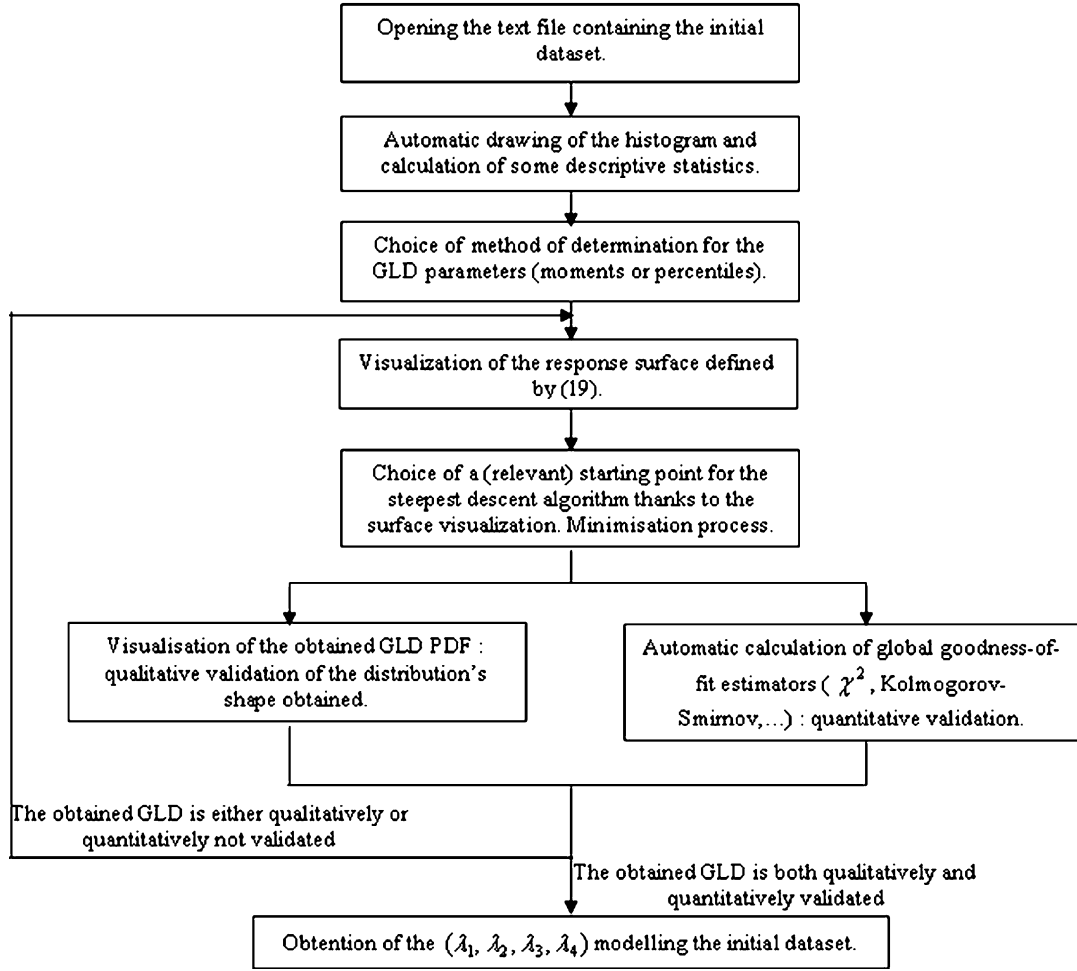 Opening the text file containing the initial
dataset.
Automatic drawing of the histogram and
calculation of some descriptive statistics.
Choice of method of determination for the
GLD parameters (moments or percentiles).
Visualization of the response surface defined
by (19).
Choice of a (relevant) starting point for the
steepest descent algorithm thanks to the
surface visualization. Minimisation process.
Visualisation of the obtained GLD PDF :
qualitative validation of the distribution's
shape obtained.
Automatic calculation of global goodness-of-
fit estimators ( χ², Kolmogorov-
Smirnov,...) : quantitative validation.
The obtained GLD is either qualitatively or
quantitatively not validated
The obtained GLD is both qualitatively and
quantitatively validated
Obtention of the (λ₁, λ₂, λ₃, λ₄) modelling the initial dataset.